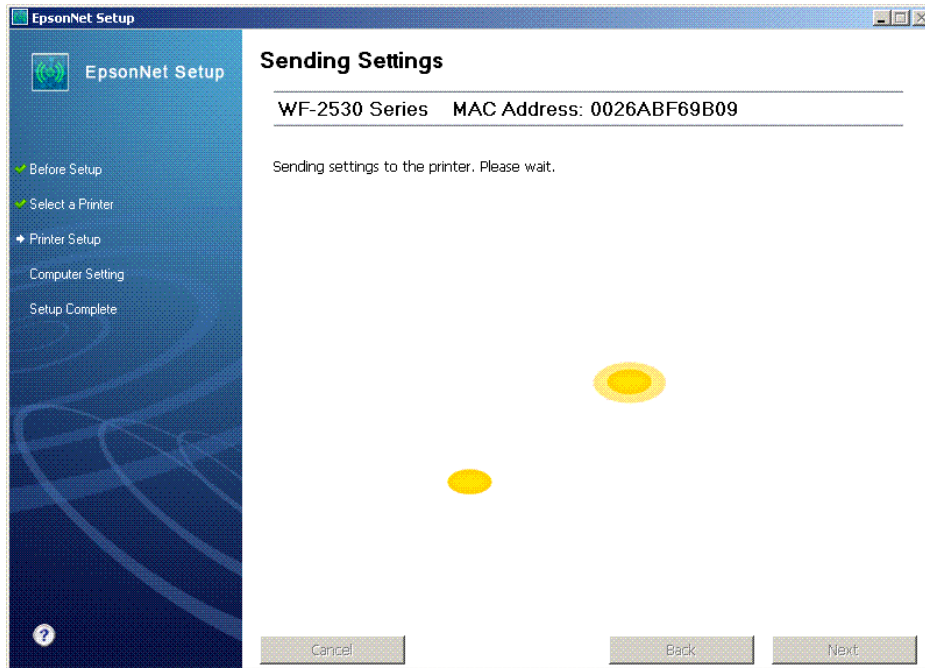 EpsonNet Setup
EpsonNet Setup
Before Setup
Select a Printer
Printer Setup
Computer Setting
Setup Complete
?
Sending Settings
WF-2530 Series MAC Address: 0026ABF69B09
Sending settings to the printer. Please wait.
Cancel
Back
Next